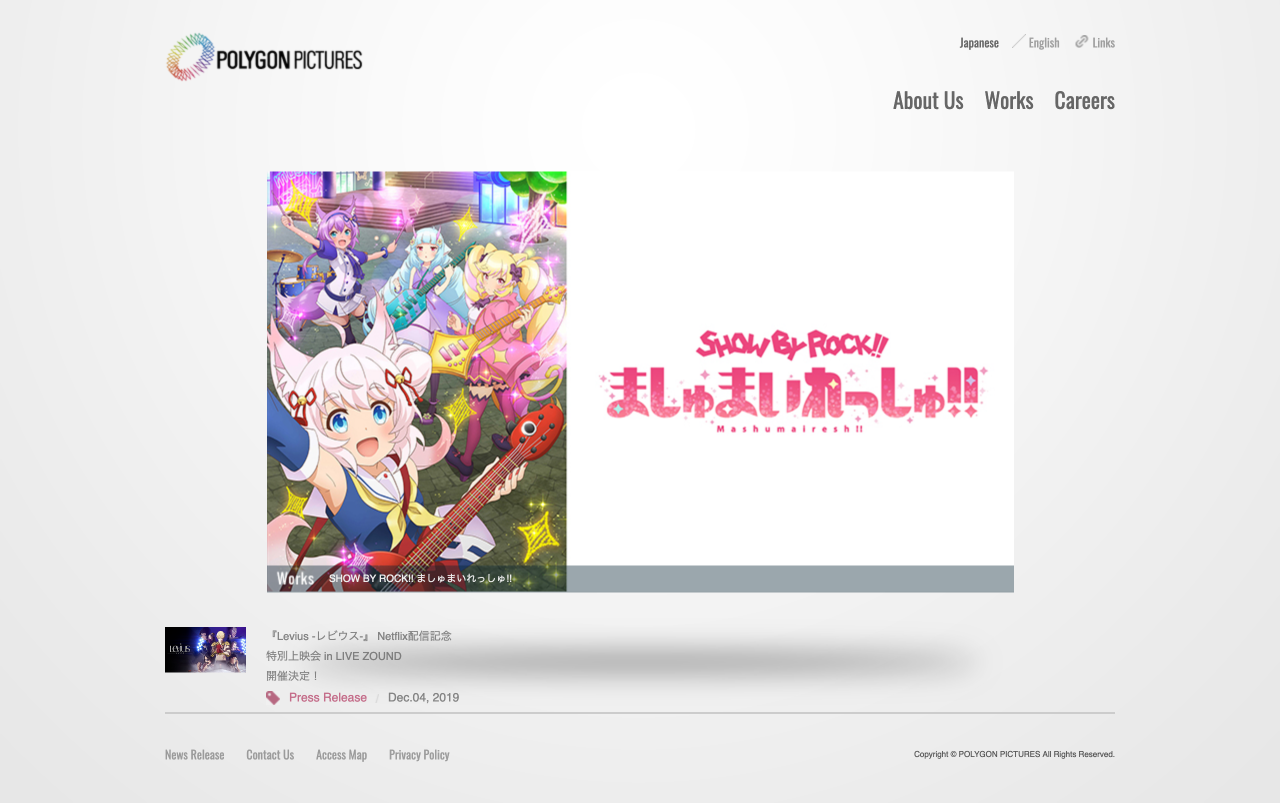 POLYGON PICTURES
Japanese
English
Links
About Us
Works
Careers
SHOW BY ROCK!!
ましゅまいれっしゅ!!
Mashumairesh!!
Works
SHOW BY ROCK!! ましゅまいれっしゅ!!
LEVIUS
『Levius -レビウス-』 Netflix配信記念
特別上映会 in LIVE ZOUND
開催決定！
Press Release / Dec.04, 2019
News Release
Contact Us
Access Map
Privacy Policy
Copyright © POLYGON PICTURES All Rights Reserved.